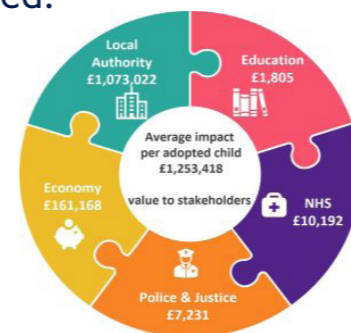 ed.
Local
Authority
£1,073,022
Education
£1,805
Average impact
per adopted child
£1,253,418
value to stakeholders
Economy
£161,168
NHS
£10,192
Police & Justice
£7,231